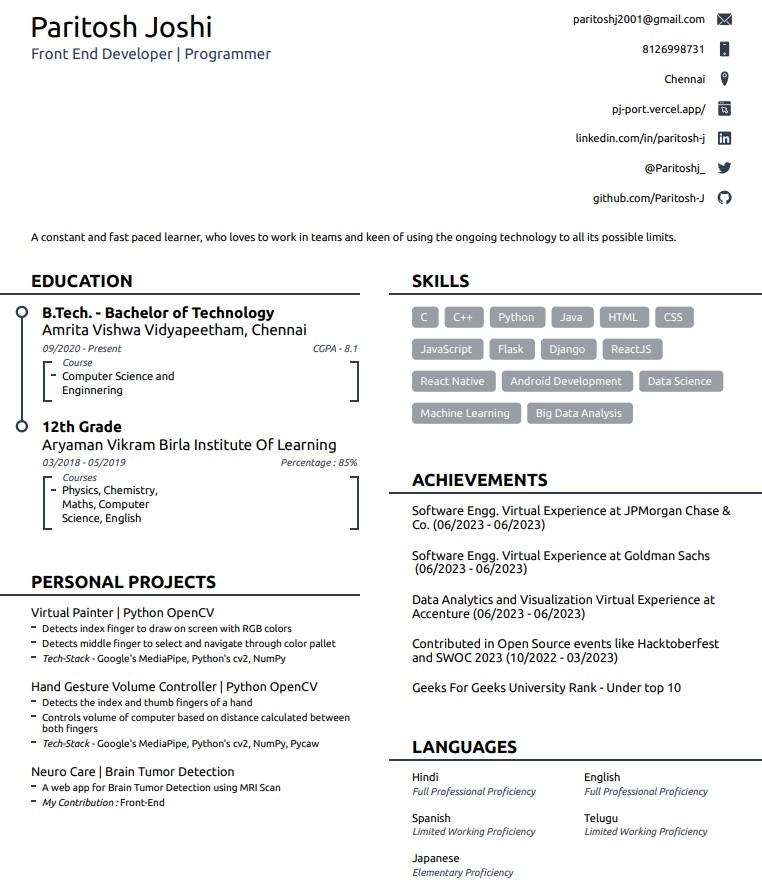 Paritosh Joshi
Front End Developer | Programmer
paritoshj2001@gmail.com
8126998731
Chennai
pj-port.vercel.app/
linkedin.com/in/paritosh-j
@Paritoshj_
github.com/Paritosh-J
A constant and fast paced learner, who loves to work in teams and keen of using the ongoing technology to all its possible limits.
EDUCATION
B.Tech. - Bachelor of Technology
Amrita Vishwa Vidyapeetham, Chennai
09/2020 - Present CGPA - 8.1
Course
- Computer Science and
Enginnering
12th Grade
Aryaman Vikram Birla Institute Of Learning
03/2018 - 05/2019 Percentage : 85%
Courses
- Physics, Chemistry,
Maths, Computer
Science, English
PERSONAL PROJECTS
Virtual Painter | Python OpenCV
- Detects index finger to draw on screen with RGB colors
- Detects middle finger to select and navigate through color pallet
- Tech-Stack - Google's MediaPipe, Python's cv2, NumPy
Hand Gesture Volume Controller | Python OpenCV
- Detects the index and thumb fingers of a hand
- Controls volume of computer based on distance calculated between
both fingers
- Tech-Stack - Google's MediaPipe, Python's cv2, NumPy, Pycaw
Neuro Care | Brain Tumor Detection
- A web app for Brain Tumor Detection using MRI Scan
- My Contribution : Front-End
SKILLS
C C++ Python Java HTML CSS
JavaScript Flask Django ReactJS
React Native Android Development Data Science
Machine Learning Big Data Analysis
ACHIEVEMENTS
Software Engg. Virtual Experience at JPMorgan Chase &
Co. (06/2023 - 06/2023)
Software Engg. Virtual Experience at Goldman Sachs
(06/2023 - 06/2023)
Data Analytics and Visualization Virtual Experience at
Accenture (06/2023 - 06/2023)
Contributed in Open Source events like Hacktoberfest
and SWOC 2023 (10/2022 - 03/2023)
Geeks For Geeks University Rank - Under top 10
LANGUAGES
Hindi English
Full Professional Proficiency Full Professional Proficiency
Spanish Telugu
Limited Working Proficiency Limited Working Proficiency
Japanese
Elementary Proficiency